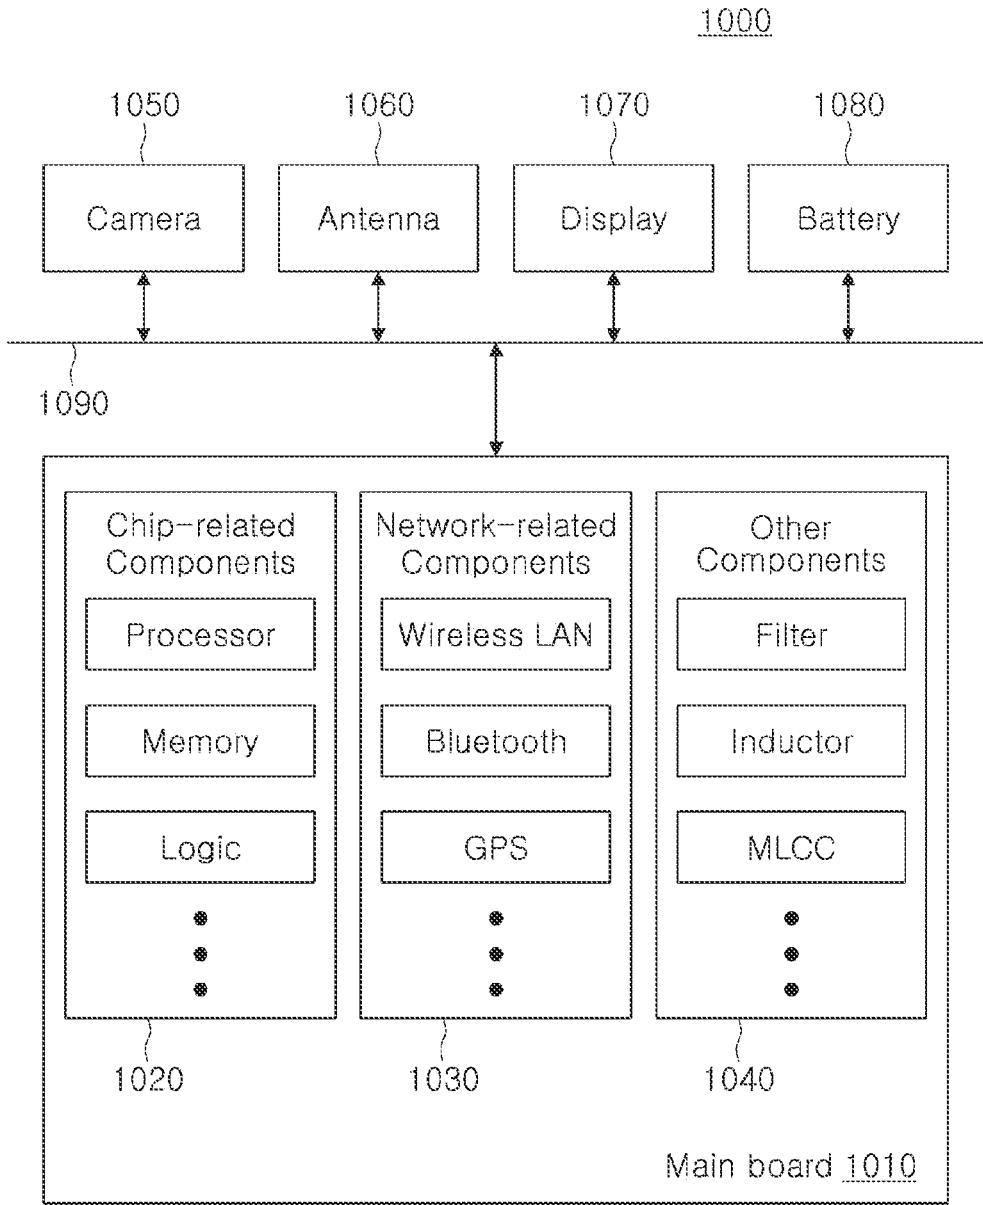 1000
1050 1060 1070 1080
Camera Antenna Display Battery
1090
Chip-related Components
Network-related Components
Other Components
Processor Wireless LAN Filter
Memory Bluetooth Inductor
Logic GPS MLCC
1020 1030 1040
Main board 1010